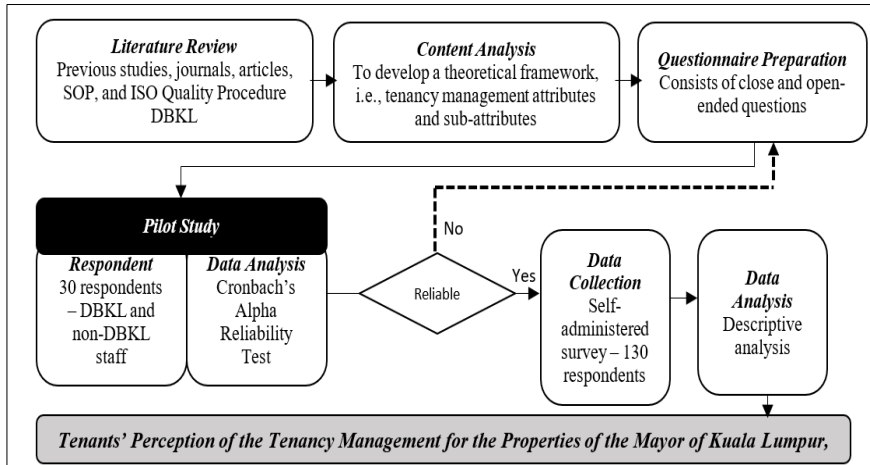 Literature Review
Previous studies, journals, articles,
SOP, and ISO Quality Procedure
DBKL
Content Analysis
To develop a theoretical framework,
i.e., tenancy management attributes
and sub-attributes
Questionnaire Preparation
Consists of close and open-
ended questions
Pilot Study
Respondent
30 respondents
– DBKL and
non-DBKL
staff
Data Analysis
Cronbach's
Alpha
Reliability
Test
Reliable
No
Yes
Data
Collection
Self-
administered
survey – 130
respondents
Data
Analysis
Descriptive
analysis
Tenants' Perception of the Tenancy Management for the Properties of the Mayor of Kuala Lumpur,